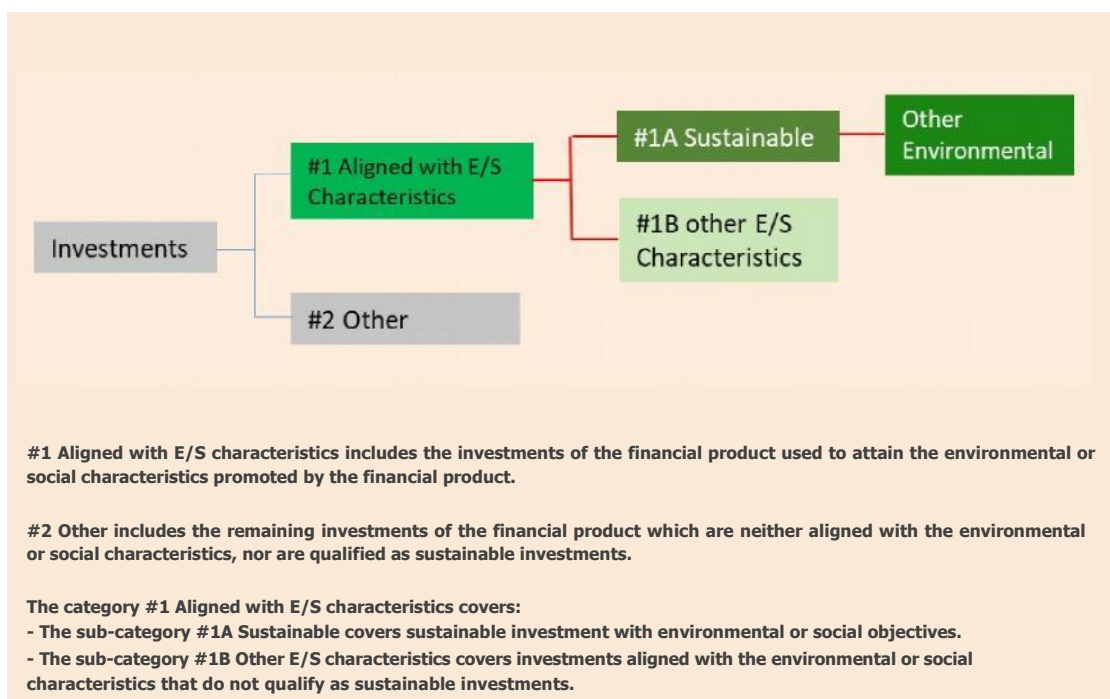 #1A Sustainable
Other
Environmental
#1 Aligned with E/S
Characteristics
#1B other E/S
Characteristics
Investments
#2 Other
#1 Aligned with E/S characteristics includes the investments of the financial product used to attain the environmental or
social characteristics promoted by the financial product.
#2 Other includes the remaining investments of the financial product which are neither aligned with the environmental
or social characteristics, nor are qualified as sustainable investments.
The category #1 Aligned with E/S characteristics covers:
- The sub-category #1A Sustainable covers sustainable investment with environmental or social objectives.
- The sub-category #1B Other E/S characteristics covers investments aligned with the environmental or social
characteristics that do not qualify as sustainable investments.